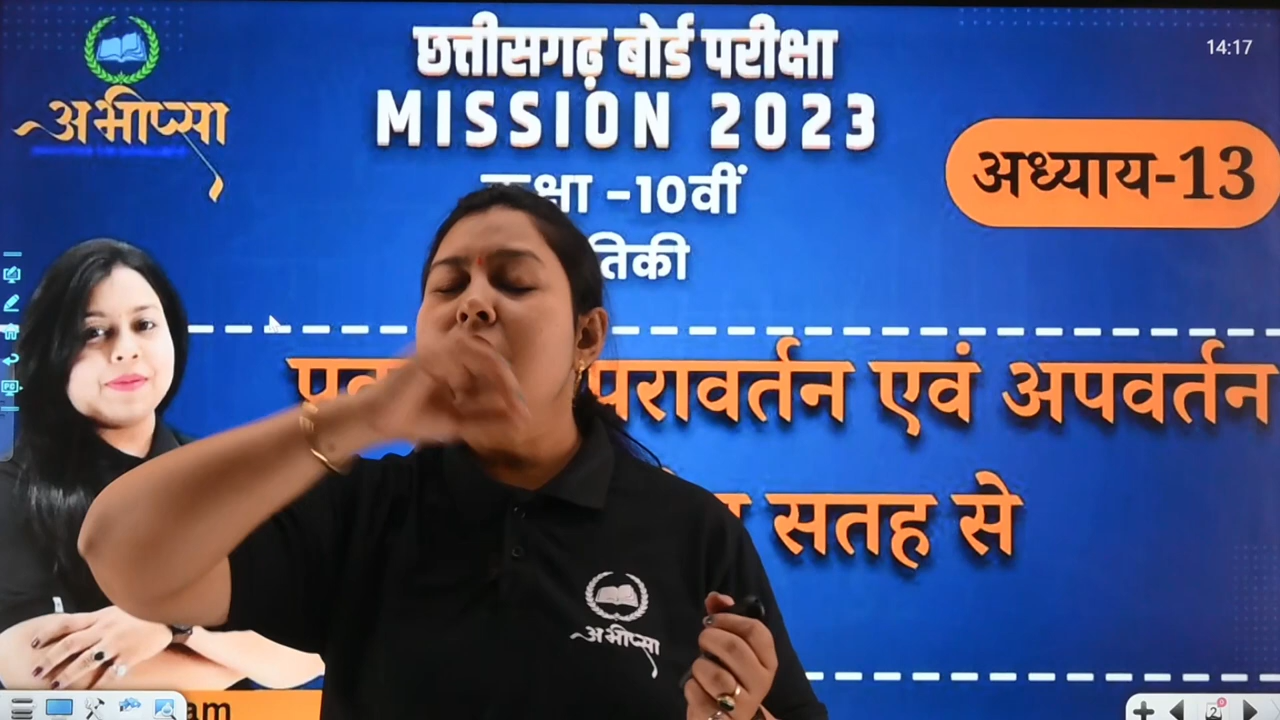 अभीप्सा
छत्तीसगढ़ बोर्ड परीक्षा
MISSION 2023
14:17
अध्याय-13
-10वीं
परावर्तन एवं अपवर्तन
सतह से
अभीप्सा